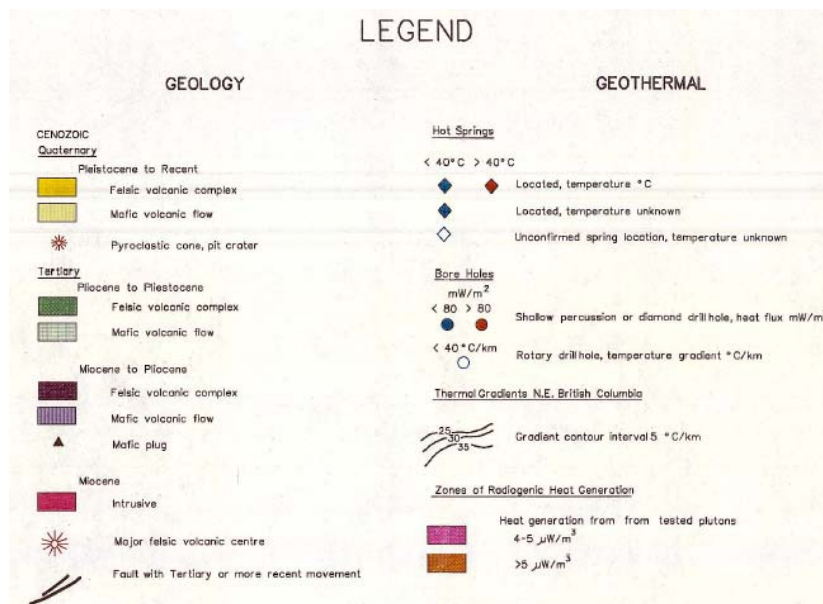 LEGEND
GEOLOGY
CENOZOIC
Quaternary
Pleistocene to Recent
Felsic volcanic complex
Mafic volcanic flow
Pyroclastic cone, pit crater
Tertiary
Pliocene to Pliestocene
Felsic volcanic complex
Mafic volcanic flow
Miocene to Pliocene
Felsic volcanic complex
Mafic volcanic flow
Mafic plug
Miocene
Intrusive
Major felsic volcanic centre
Fault with Tertiary or more recent movement
GEOTHERMAL
Hot Springs
< 40°C > 40°C
Located, temperature °C
Located, temperature unknown
Unconfirmed spring location, temperature unknown
Bore Holes
mW/m²
< 80 > 80
Shallow percussion or diamond drill hole, heat flux mW/m
< 40°C/km
Rotary drill hole, temperature gradient °C/km
Thermal Gradients N.E. British Columbia
25
30
35
Gradient contour interval 5 °C/km
Zones of Radiogenic Heat Generation
Heat generation from from tested plutons
4-5 µW/m³
>5 µW/m³